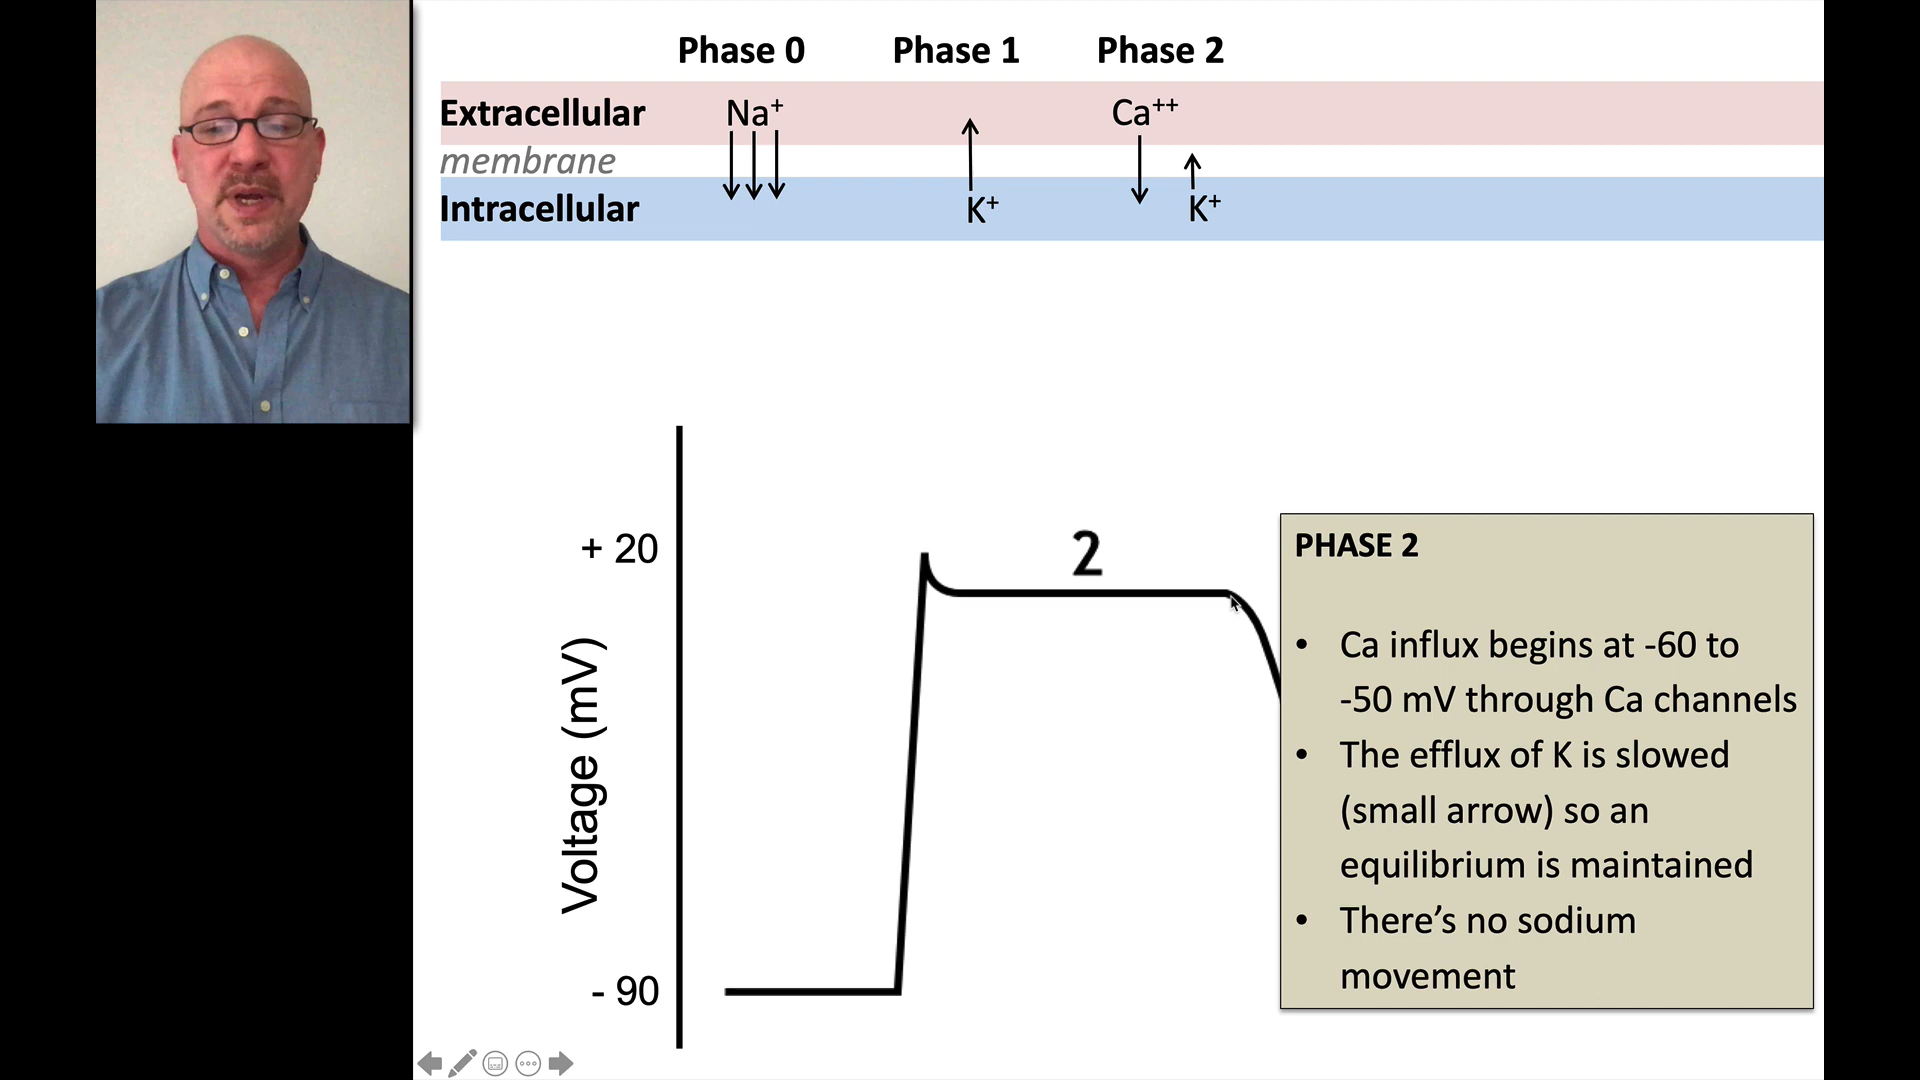 Phase 0 Phase 1 Phase 2
Extracellular Na⁺ Ca⁺⁺
membrane
Intracellular K⁺ K⁺
+ 20
2
Voltage (mV)
- 90
PHASE 2
• Ca influx begins at -60 to
-50 mV through Ca channels
• The efflux of K is slowed
(small arrow) so an
equilibrium is maintained
• There’s no sodium
movement